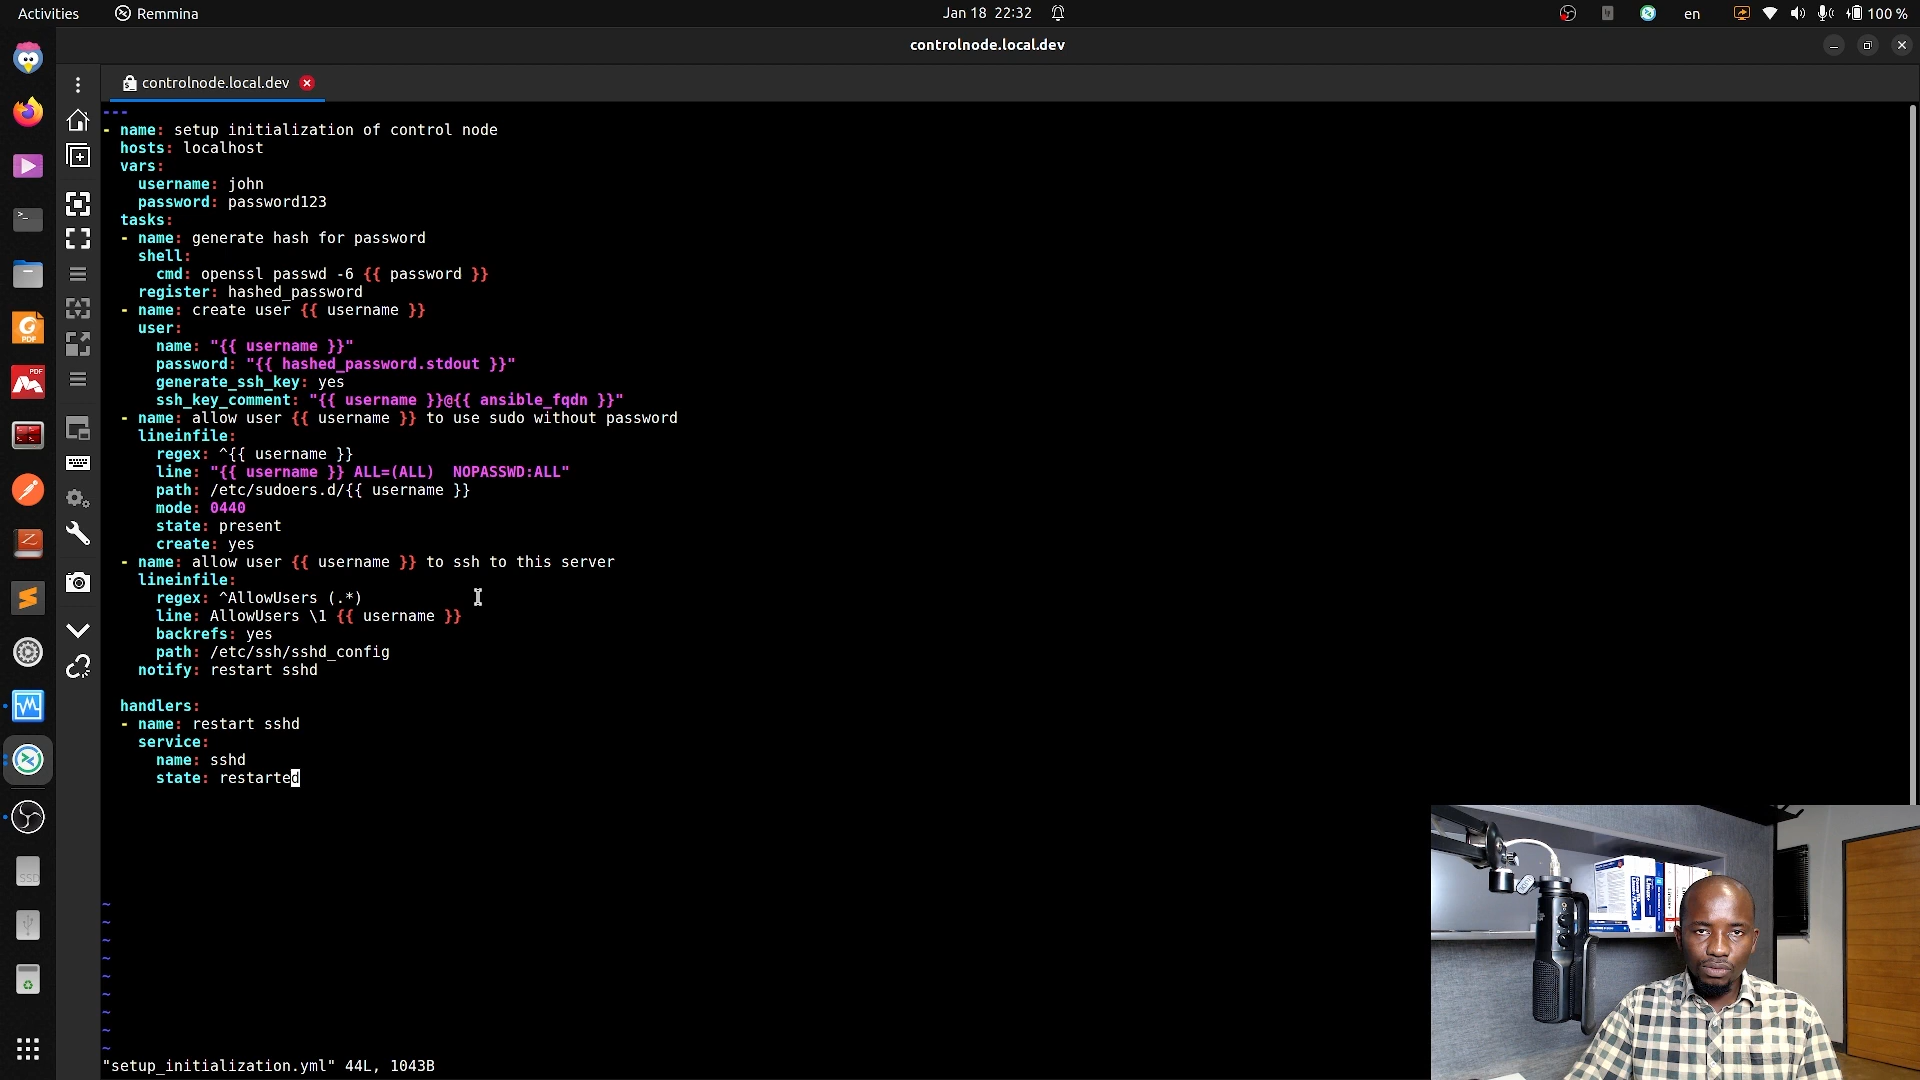 Activities Remmina Jan 18 22:32 en 100 %
controlnode.local.dev
controlnode.local.dev
---
- name: setup initialization of control node
  hosts: localhost
  vars:
    username: john
    password: password123
  tasks:
  - name: generate hash for password
    shell:
      cmd: openssl passwd -6 {{ password }}
    register: hashed_password
  - name: create user {{ username }}
    user:
      name: "{{ username }}"
      password: "{{ hashed_password.stdout }}"
      generate_ssh_key: yes
      ssh_key_comment: "{{ username }}@{{ ansible_fqdn }}"
  - name: allow user {{ username }} to use sudo without password
    lineinfile:
      regex: ^{{ username }}
      line: "{{ username }} ALL=(ALL)  NOPASSWD:ALL"
      path: /etc/sudoers.d/{{ username }}
      mode: 0440
      state: present
      create: yes
  - name: allow user {{ username }} to ssh to this server
    lineinfile:
      regex: ^AllowUsers (.*)
      line: AllowUsers \1 {{ username }}
      backrefs: yes
      path: /etc/ssh/sshd_config
    notify: restart sshd
  handlers:
  - name: restart sshd
    service:
      name: sshd
      state: restarted
~
~
~
~
~
~
~
~
~
"setup_initialization.yml" 44L, 1043B
PDF
PDF
SSD